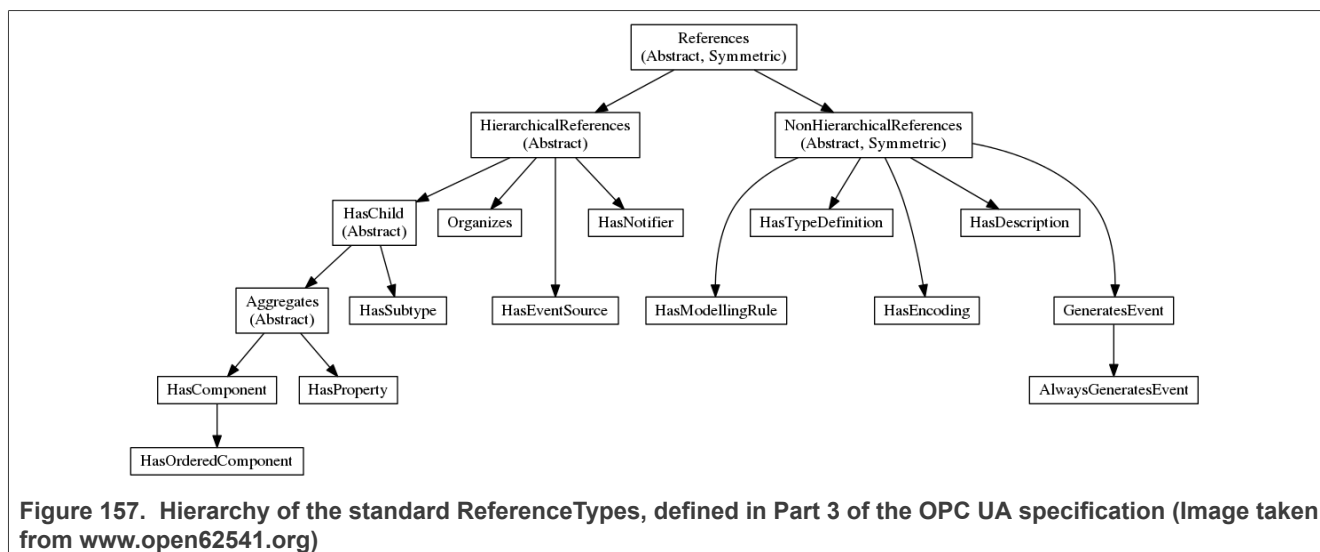 References
(Abstract, Symmetric)
HierarchicalReferences
(Abstract)
NonHierarchicalReferences
(Abstract, Symmetric)
HasChild
(Abstract)
Organizes
HasNotifier
HasTypeDefinition
HasDescription
Aggregates
(Abstract)
HasSubtype
HasEventSource
HasModellingRule
HasEncoding
GeneratesEvent
HasComponent
HasProperty
AlwaysGeneratesEvent
HasOrderedComponent
Figure 157. Hierarchy of the standard ReferenceTypes, defined in Part 3 of the OPC UA specification (Image taken
from www.open62541.org)